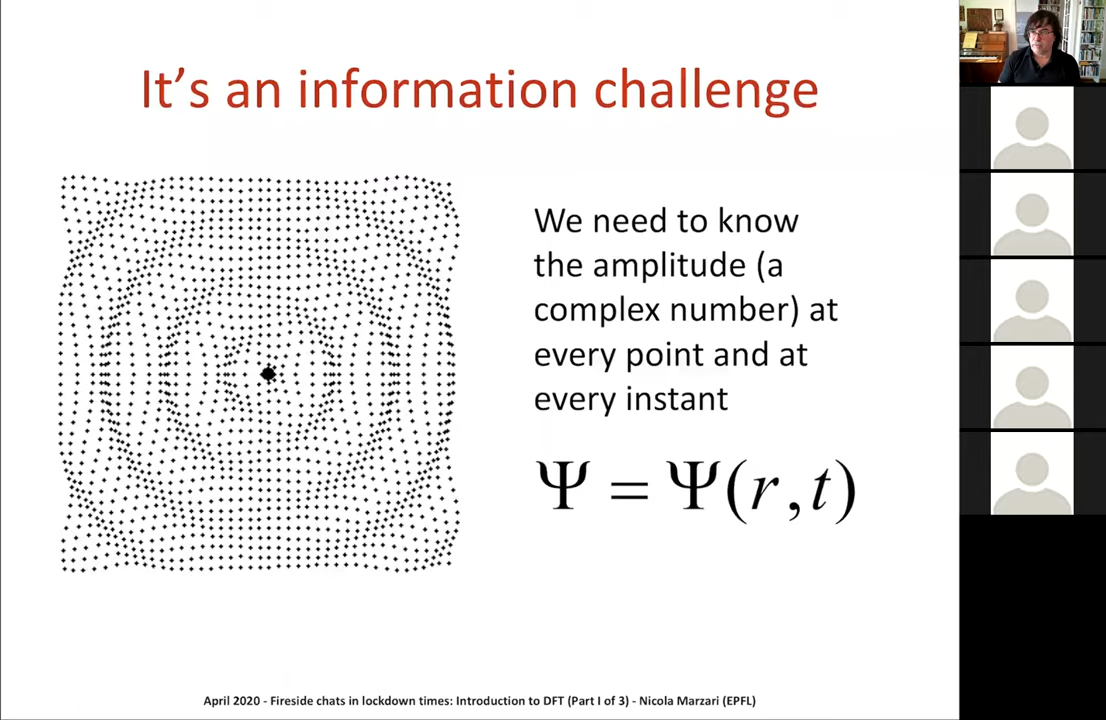 It’s an information challenge
We need to know
the amplitude (a
complex number) at
every point and at
every instant
Ψ = Ψ(r,t)
April 2020 - Fireside chats in lockdown times: Introduction to DFT (Part I of 3) - Nicola Marzari (EPFL)